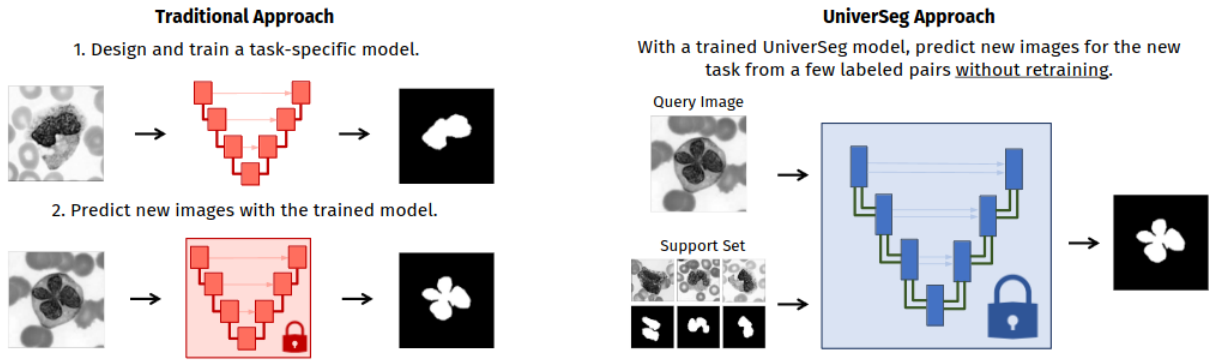 Traditional Approach
1. Design and train a task-specific model.
2. Predict new images with the trained model.
UniverSeg Approach
With a trained UniverSeg model, predict new images for the new
task from a few labeled pairs without retraining.
Query Image
Support Set